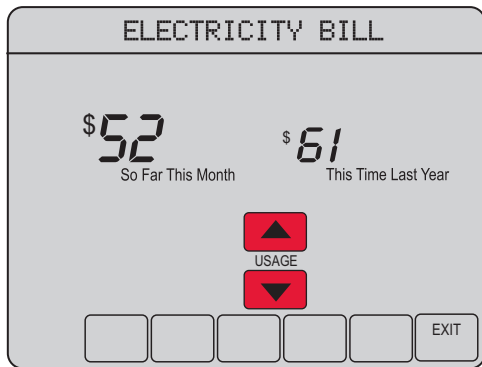 ELECTRICITY BILL
$52 $61
So Far This Month This Time Last Year
USAGE
EXIT